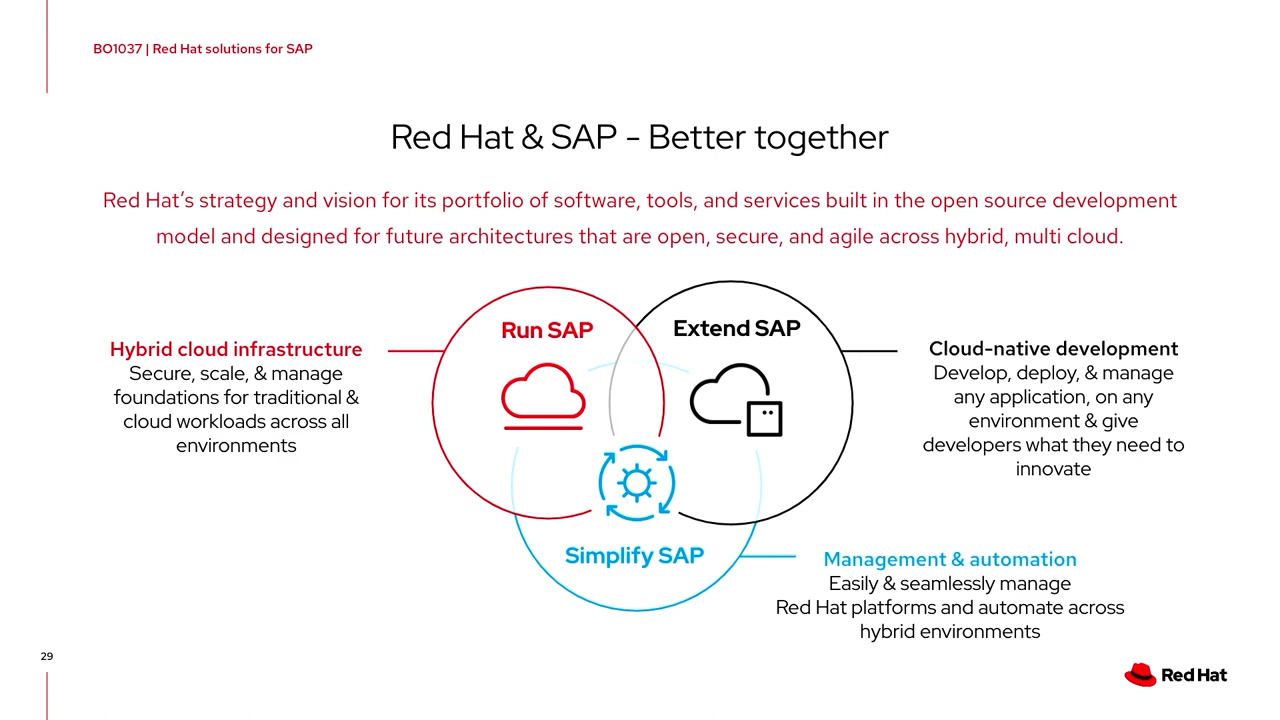 BO1037 | Red Hat solutions for SAP
Red Hat & SAP - Better together
Red Hat's strategy and vision for its portfolio of software, tools, and services built in the open source development
model and designed for future architectures that are open, secure, and agile across hybrid, multi cloud.
Run SAP
Extend SAP
Hybrid cloud infrastructure
Secure, scale, & manage
foundations for traditional &
cloud workloads across all
environments
Cloud-native development
Develop, deploy, & manage
any application, on any
environment & give
developers what they need to
innovate
Simplify SAP
Management & automation
Easily & seamlessly manage
Red Hat platforms and automate across
hybrid environments
29
Red Hat